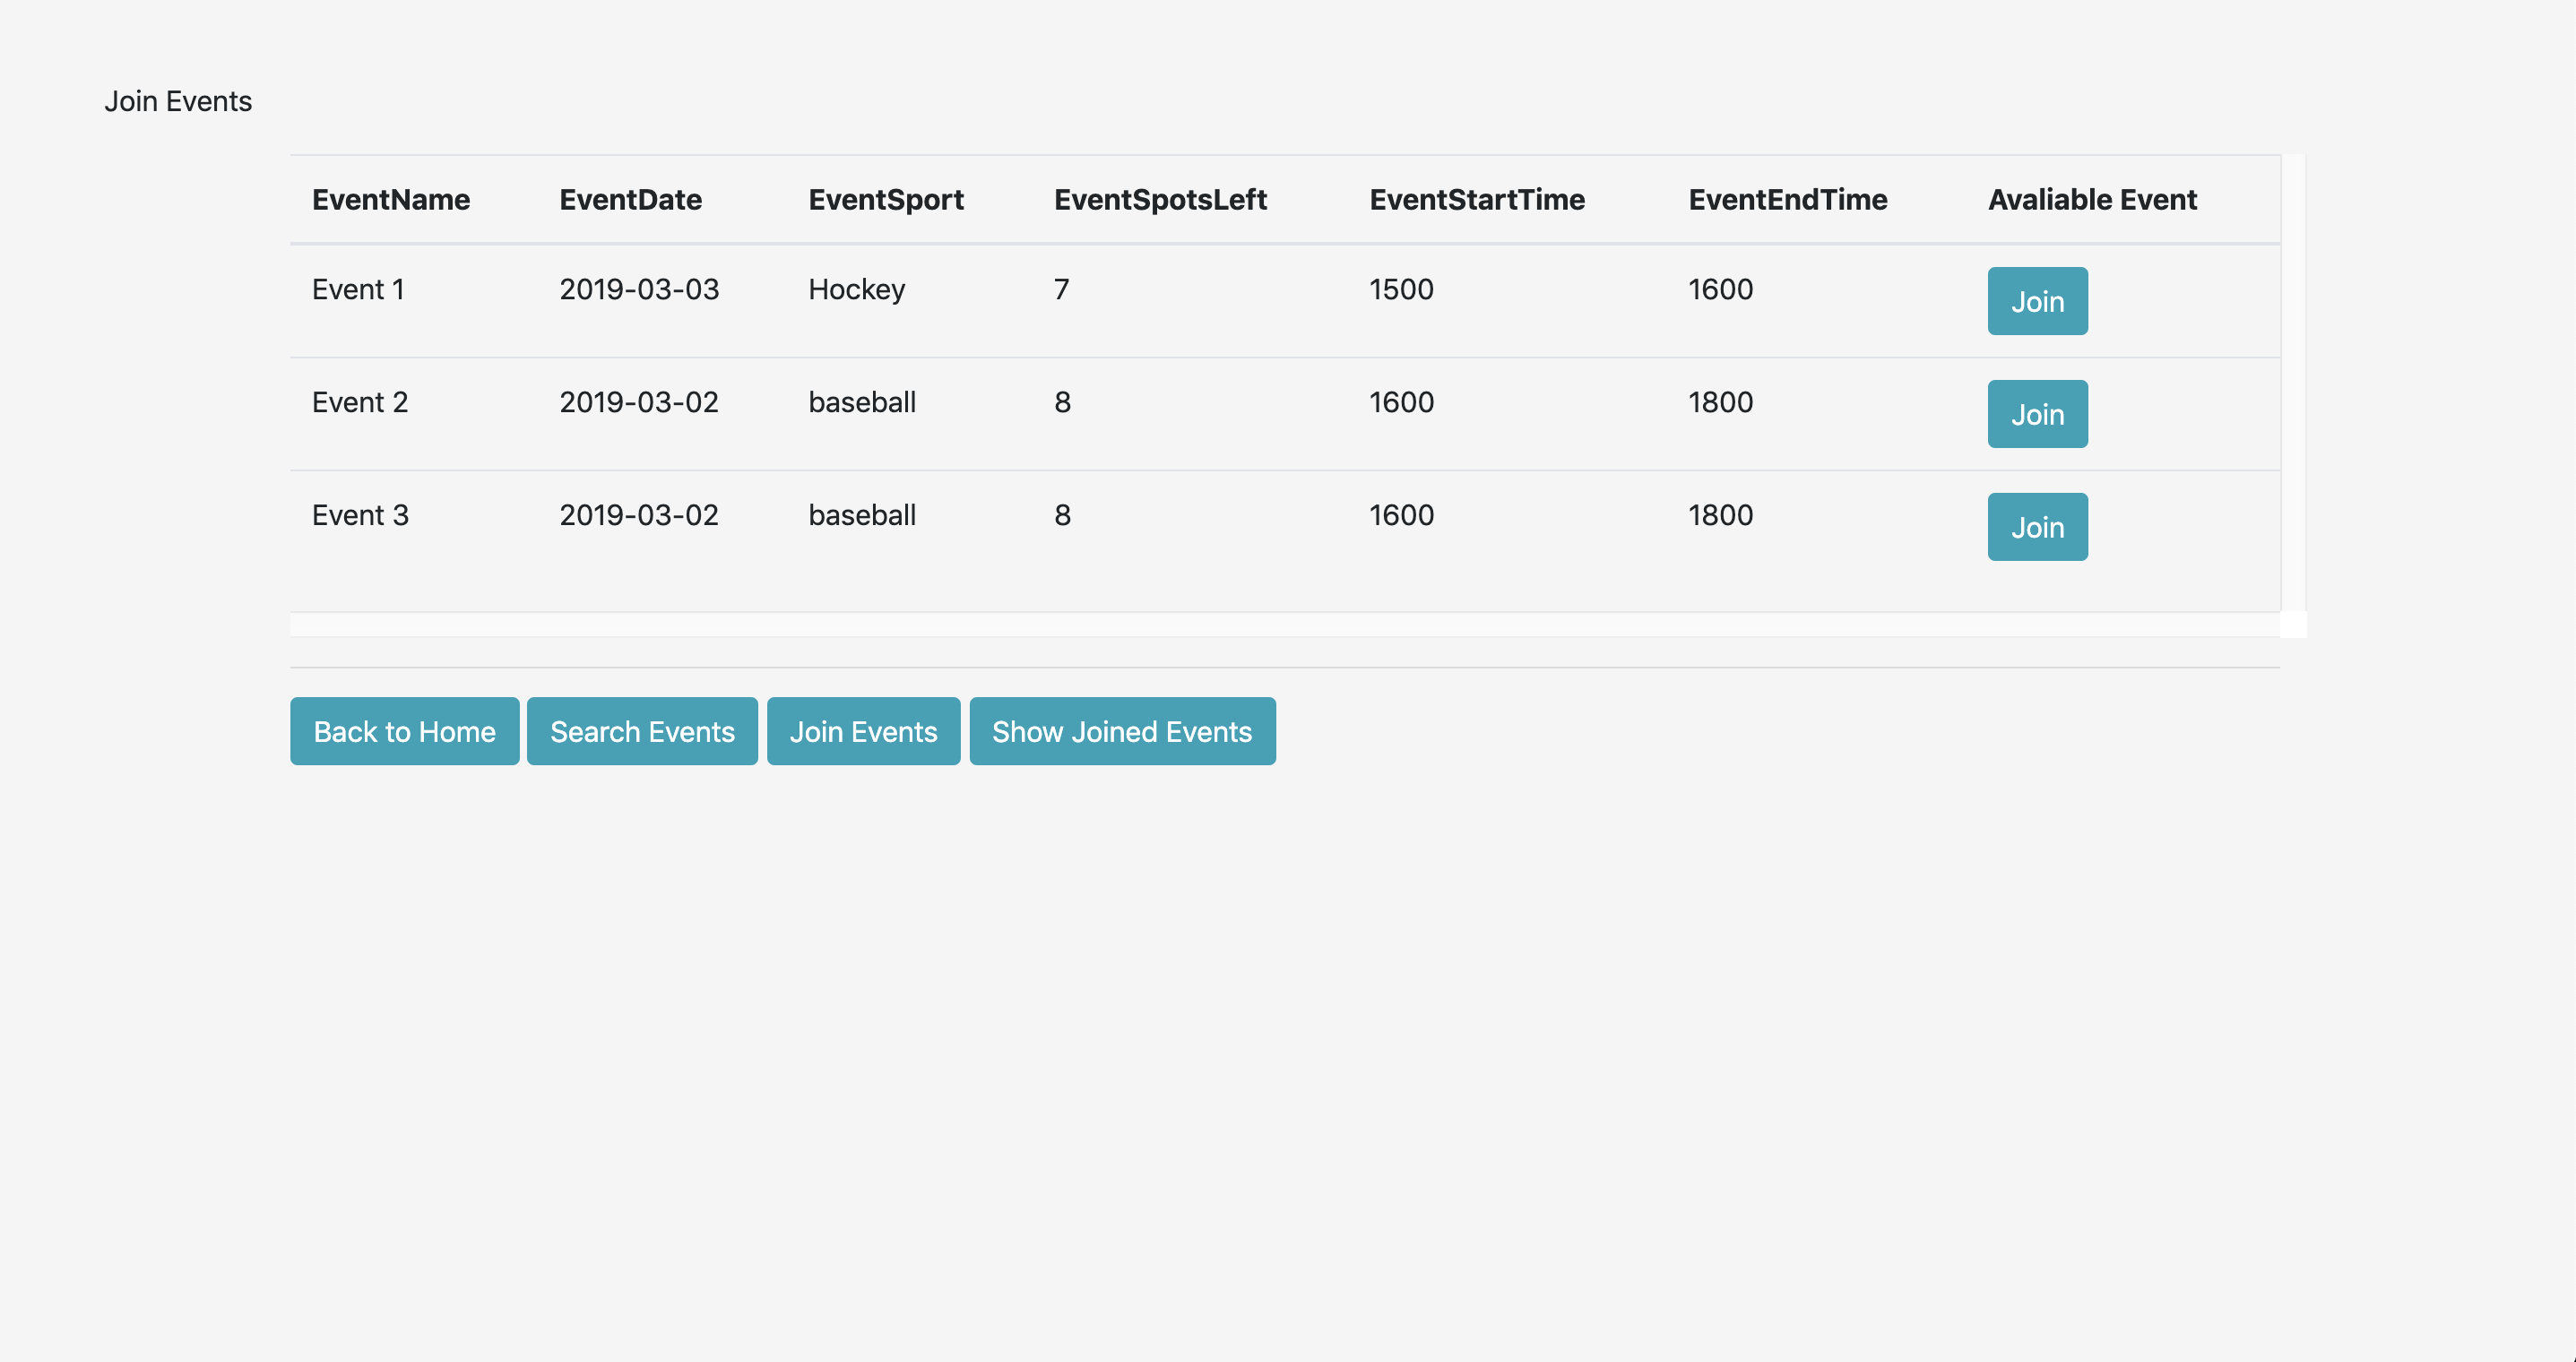 Join Events
EventName EventDate EventSport EventSpotsLeft EventStartTime EventEndTime Avaliable Event
Event 1 2019-03-03 Hockey 7 1500 1600 Join
Event 2 2019-03-02 baseball 8 1600 1800 Join
Event 3 2019-03-02 baseball 8 1600 1800 Join
Back to Home Search Events Join Events Show Joined Events